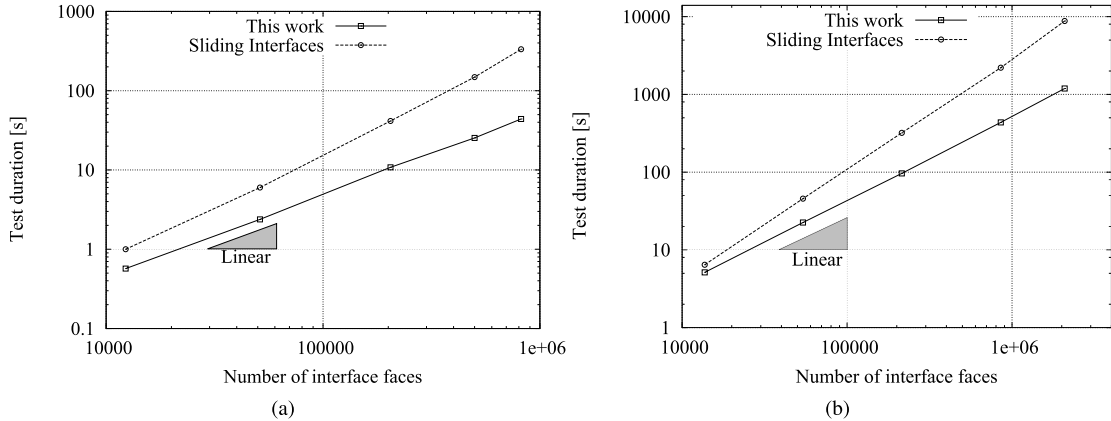 This work
Sliding Interfaces
1000
100
10
1
0.1
Test duration [s]
Linear
10000
100000
1e+06
Number of interface faces
(a)
This work
Sliding Interfaces
10000
1000
100
10
1
Test duration [s]
Linear
10000
100000
1e+06
Number of interface faces
(b)